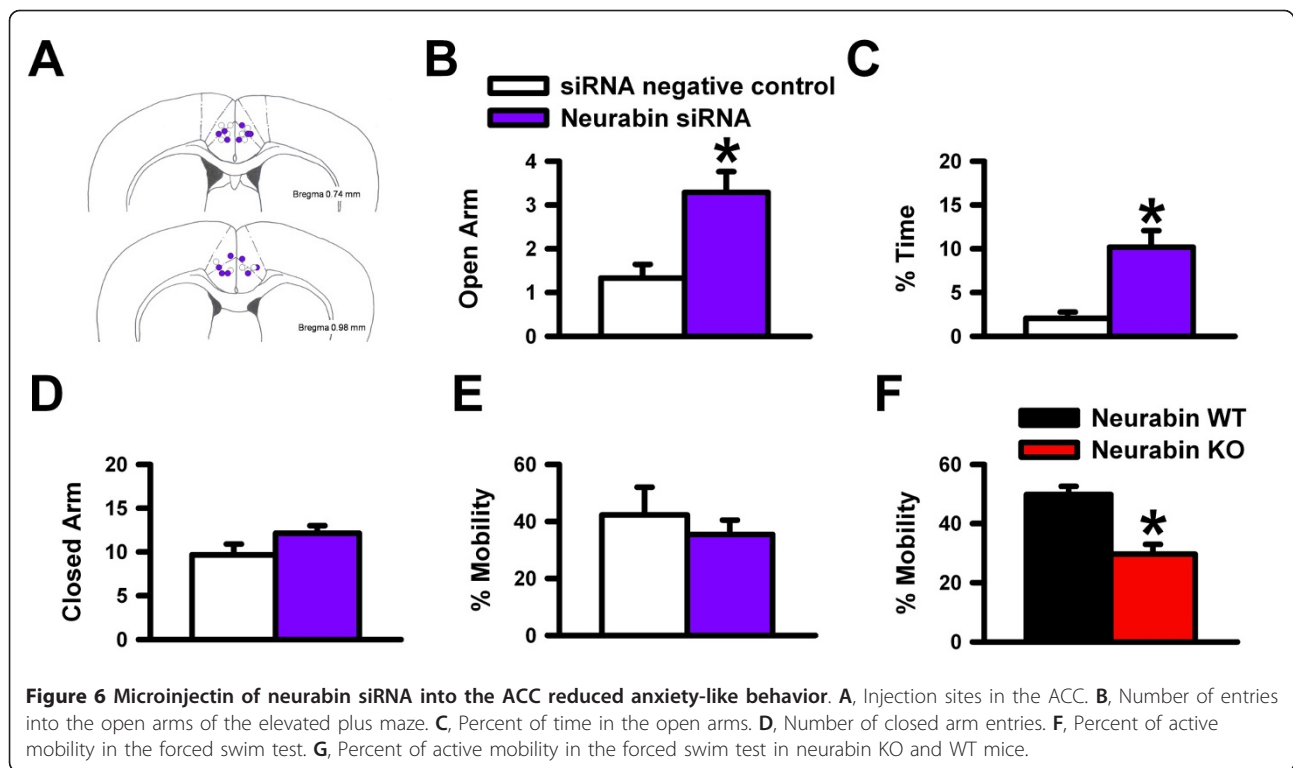 A
Bregma 0.74 mm
Bregma 0.98 mm
B
siRNA negative control
Neurabin siRNA
Open Arm
4
3
2
1
0
*
C
% Time
20
15
10
5
0
*
D
Closed Arm
20
15
10
5
0
E
% Mobility
60
40
20
0
F
Neurabin WT
Neurabin KO
% Mobility
60
40
20
0
*
Figure 6 Microinjectin of neurabin siRNA into the ACC reduced anxiety-like behavior. A, Injection sites in the ACC. B, Number of entries
into the open arms of the elevated plus maze. C, Percent of time in the open arms. D, Number of closed arm entries. F, Percent of active
mobility in the forced swim test. G, Percent of active mobility in the forced swim test in neurabin KO and WT mice.